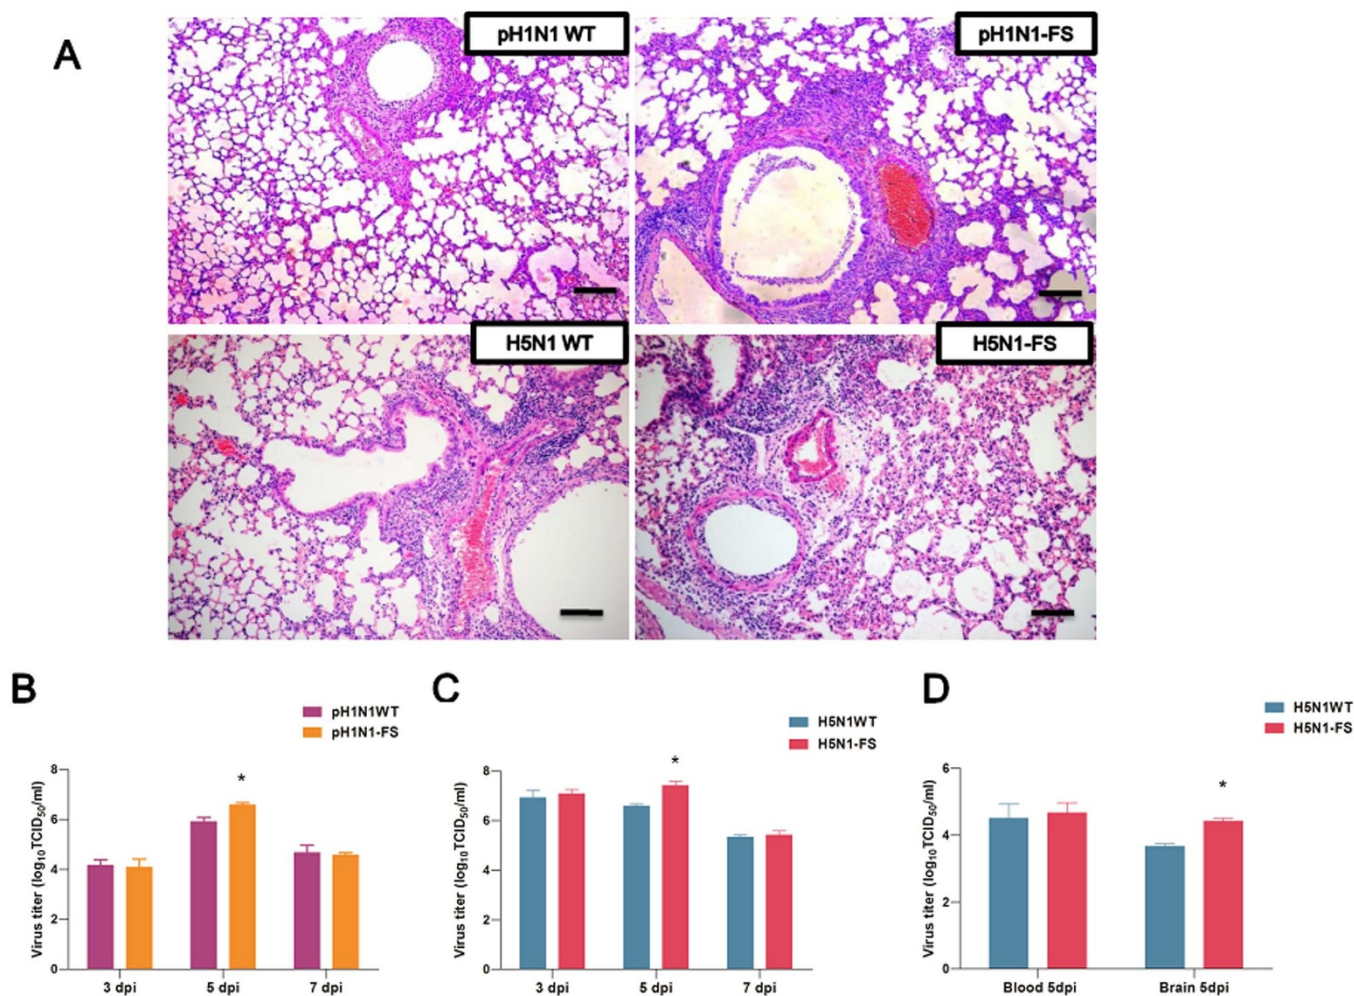 A
pH1N1 WT
pH1N1-FS
H5N1 WT
H5N1-FS
B
pH1N1WT
pH1N1-FS
Virus titer (log10TCID50/ml)
8
6
4
2
0
*
3 dpi
5 dpi
7 dpi
C
H5N1WT
H5N1-FS
Virus titer (log10TCID50/ml)
8
6
4
2
0
*
3 dpi
5 dpi
7 dpi
D
H5N1WT
H5N1-FS
Virus titer (log10TCID50/ml)
6
4
2
0
*
Blood 5dpi
Brain 5dpi